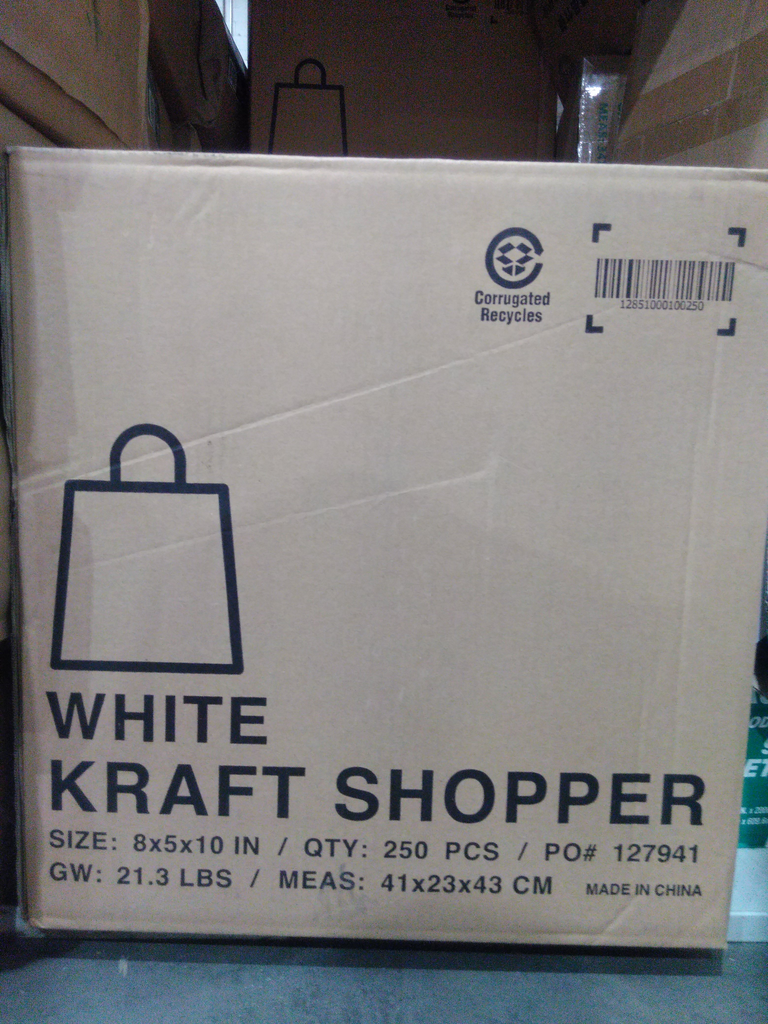 MEAS:
Corrugated
Recycles
12851000100250
WHITE
KRAFT SHOPPER
SIZE: 8x5x10 IN / QTY: 250 PCS / PO# 127941
GW: 21.3 LBS / MEAS: 41x23x43 CM MADE IN CHINA